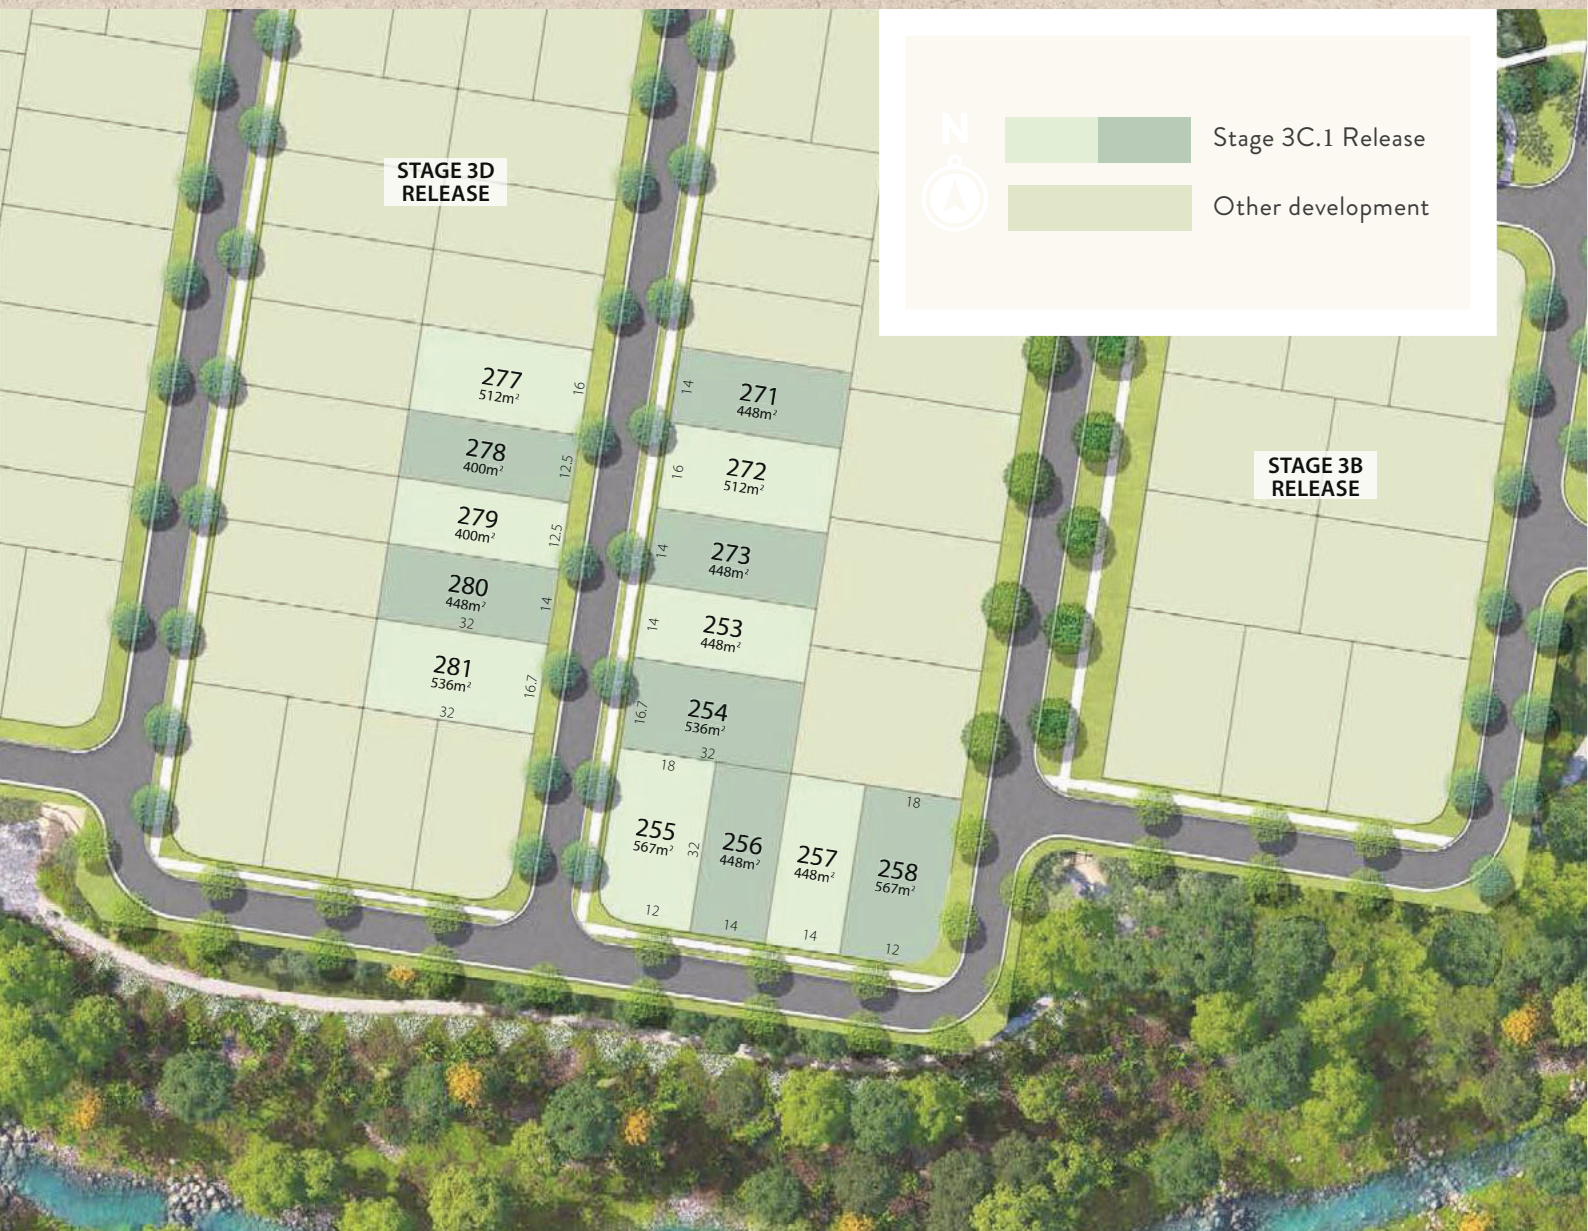 N
Stage 3C.1 Release
Other development
STAGE 3D
RELEASE
STAGE 3B
RELEASE
277
512m²
16
278
400m²
12.5
279
400m²
12.5
280
448m²
32
14
281
536m²
16.7
32
14
271
448m²
16
272
512m²
14
273
448m²
14
253
448m²
16.7
254
536m²
32
18
255
567m²
32
12
256
448m²
14
257
448m²
14
18
258
567m²
12